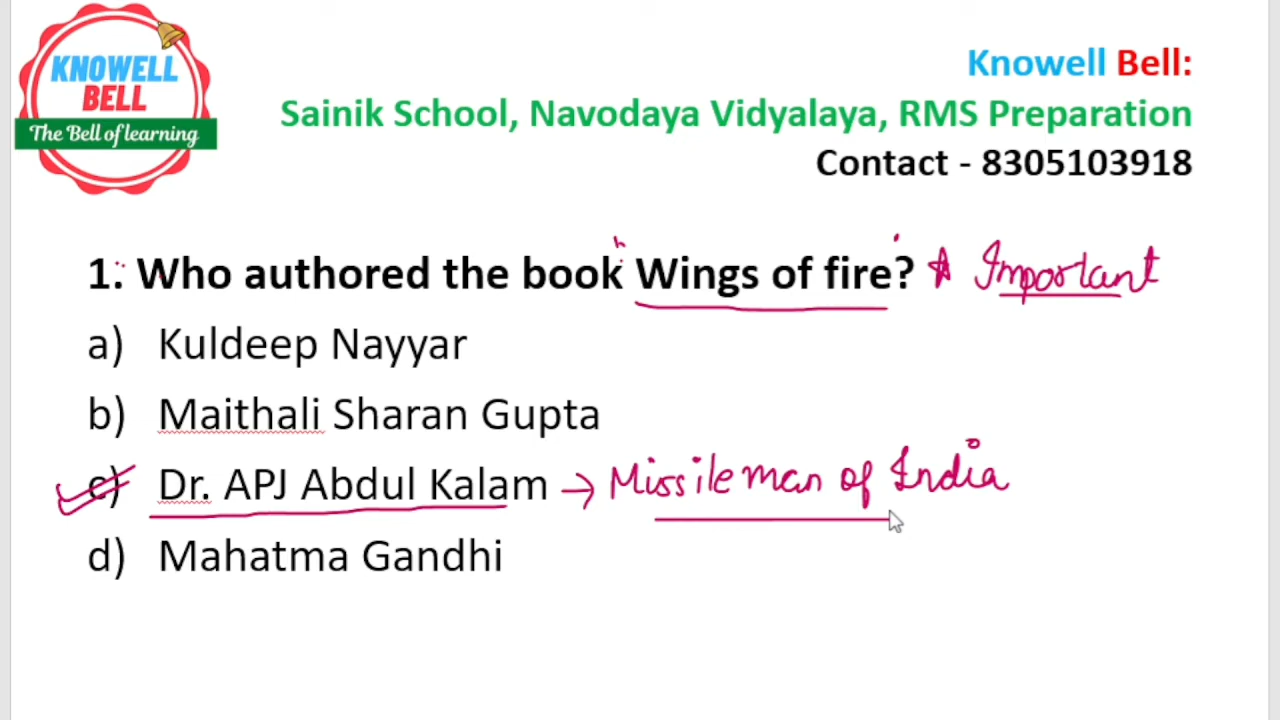 KNOWELL
BELL
The Bell of learning
Knowell Bell:
Sainik School, Navodaya Vidyalaya, RMS Preparation
Contact - 8305103918
1. Who authored the book Wings of fire? Important
a) Kuldeep Nayyar
b) Maithali Sharan Gupta
c) Dr. APJ Abdul Kalam → Missile man of India
d) Mahatma Gandhi